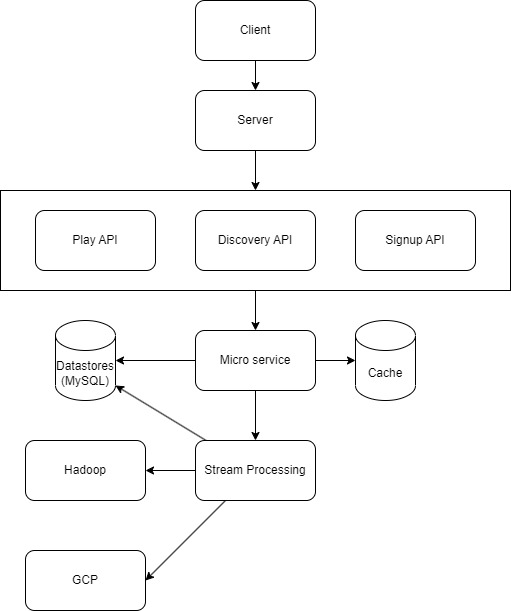 Client
Server
Play API
Discovery API
Signup API
Datastores
(MySQL)
Micro service
Cache
Hadoop
Stream Processing
GCP